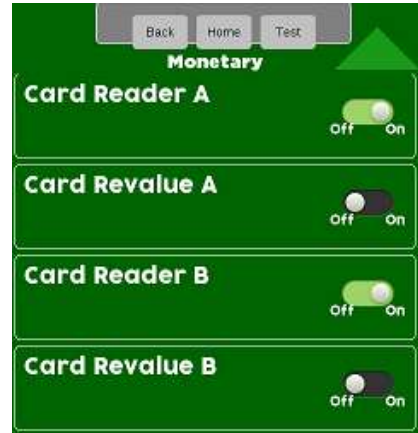 Back Home Test
Monetary
Card Reader A
Off On
Card Revalue A
Off On
Card Reader B
Off On
Card Revalue B
Off On